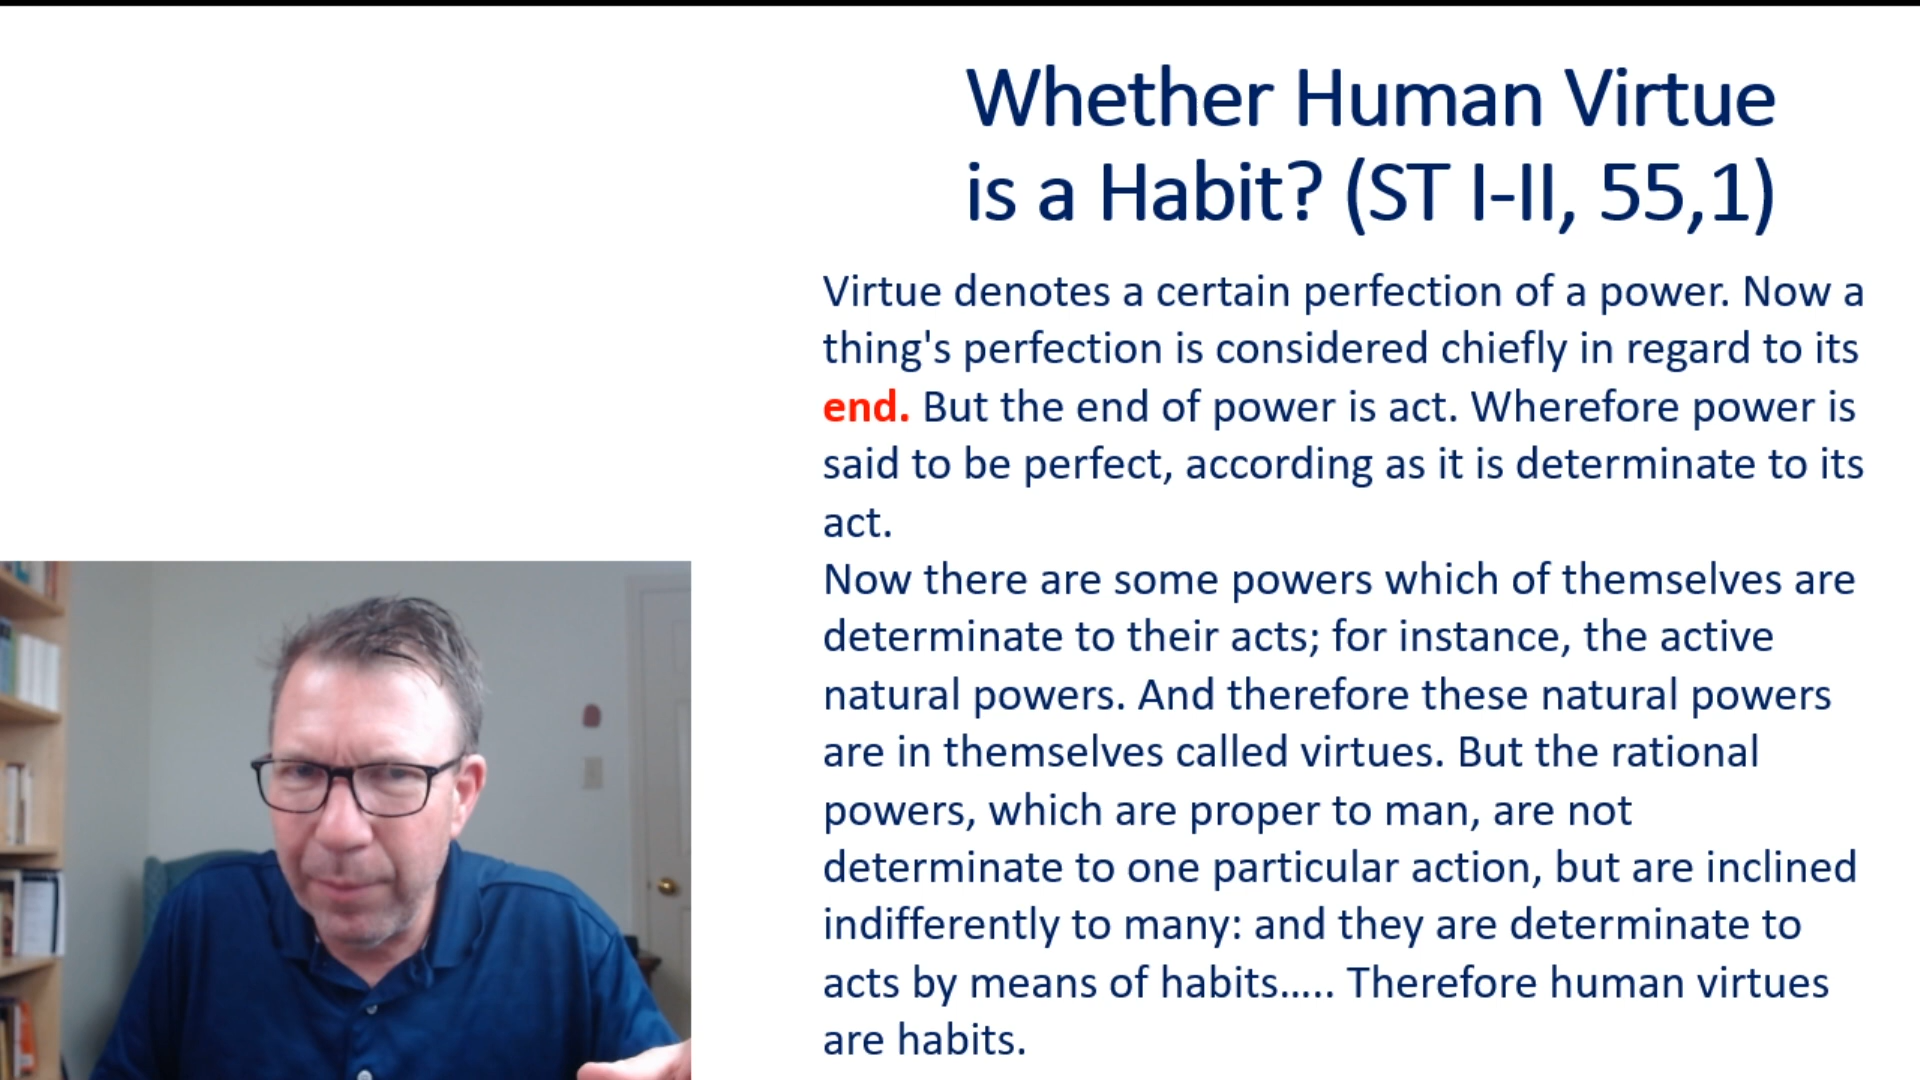 Whether Human Virtue
is a Habit? (ST I-II, 55,1)
Virtue denotes a certain perfection of a power. Now a
thing's perfection is considered chiefly in regard to its
end. But the end of power is act. Wherefore power is
said to be perfect, according as it is determinate to its
act.
Now there are some powers which of themselves are
determinate to their acts; for instance, the active
natural powers. And therefore these natural powers
are in themselves called virtues. But the rational
powers, which are proper to man, are not
determinate to one particular action, but are inclined
indifferently to many: and they are determinate to
acts by means of habits..... Therefore human virtues
are habits.